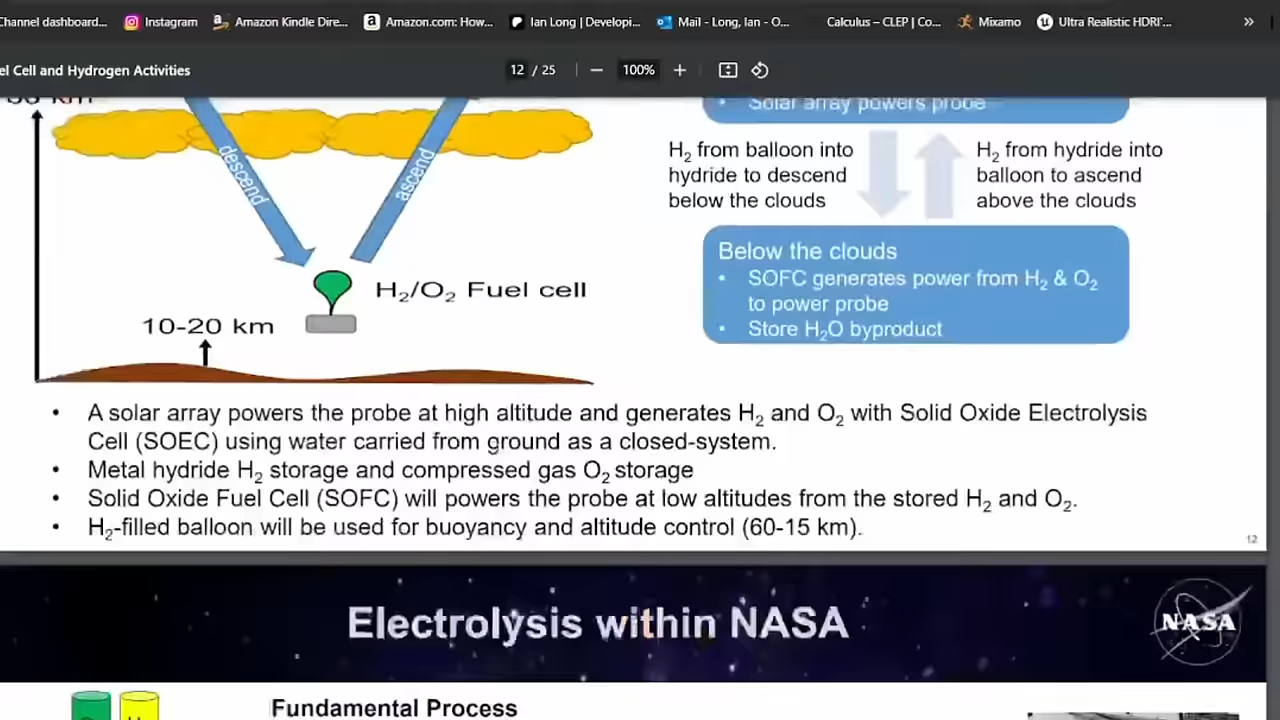 Channel dashboard...
Instagram
Amazon Kindle Dire...
Amazon.com: How...
Ian Long | Developi...
Mail - Long, Ian - O...
Calculus – CLEP | Co...
Mixamo
Ultra Realistic HDRI'...
»
el Cell and Hydrogen Activities
12 / 25
100%
km
descend
ascend
H₂/O₂ Fuel cell
10-20 km
• Solar array powers probe
H₂ from balloon into
hydride to descend
below the clouds
H₂ from hydride into
balloon to ascend
above the clouds
Below the clouds
• SOFC generates power from H₂ & O₂
to power probe
• Store H₂O byproduct
• A solar array powers the probe at high altitude and generates H₂ and O₂ with Solid Oxide Electrolysis
Cell (SOEC) using water carried from ground as a closed-system.
• Metal hydride H₂ storage and compressed gas O₂ storage
• Solid Oxide Fuel Cell (SOFC) will powers the probe at low altitudes from the stored H₂ and O₂.
• H₂-filled balloon will be used for buoyancy and altitude control (60-15 km).
12
Electrolysis within NASA
NASA
Fundamental Process